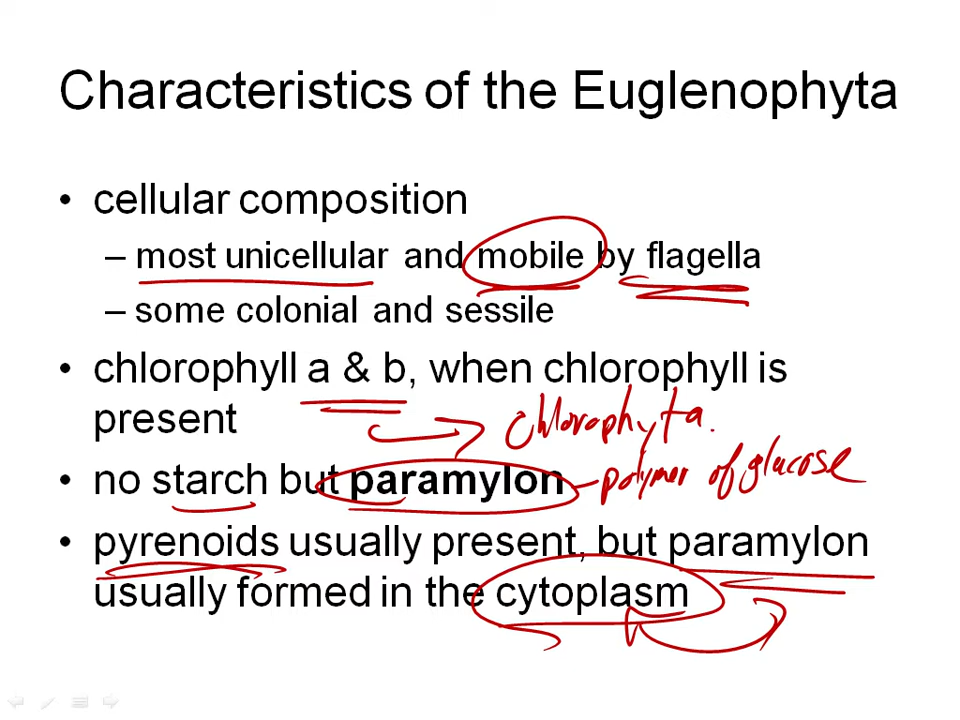 Characteristics of the Euglenophyta
• cellular composition
– most unicellular and mobile by flagella
– some colonial and sessile
• chlorophyll a & b, when chlorophyll is
present
chlorophyta.
• no starch but paramylon
polymer of glucose
• pyrenoids usually present, but paramylon
usually formed in the cytoplasm